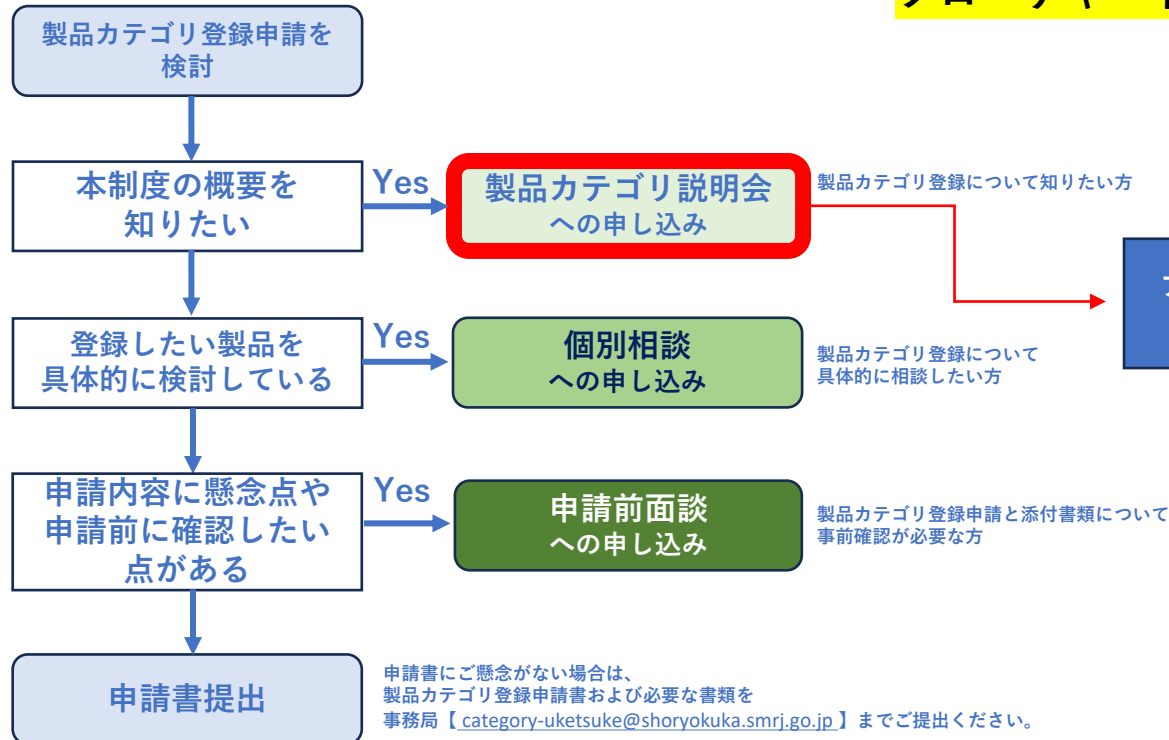 製品カテゴリ登録申請を
検討
本制度の概要を
知りたい
Yes
製品カテゴリ説明会
への申し込み
製品カテゴリ登録について知りたい方
登録したい製品を
具体的に検討している
Yes
個別相談
への申し込み
製品カテゴリ登録について
具体的に相談したい方
申請内容に懸念点や
申請前に確認したい
点がある
Yes
申請前面談
への申し込み
製品カテゴリ登録申請と添付書類について
事前確認が必要な方
申請書提出
申請書にご懸念がない場合は、
製品カテゴリ登録申請書および必要な書類を
事務局【 category-uketsuke@shoryokuka.smrj.go.jp 】までご提出ください。